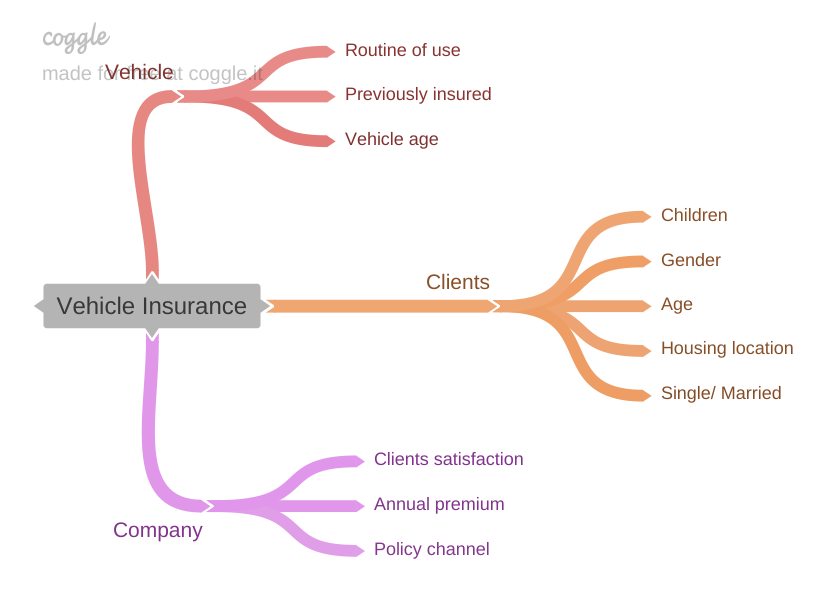 coggle
made for free at coggle.it
Vehicle
Routine of use
Previously insured
Vehicle age
Vehicle Insurance
Clients
Children
Gender
Age
Housing location
Single/ Married
Company
Clients satisfaction
Annual premium
Policy channel